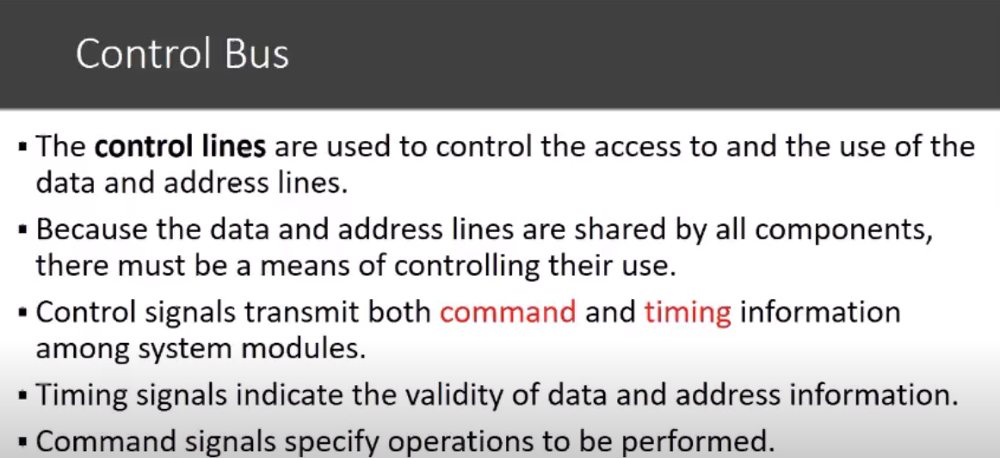 Control Bus
▪ The control lines are used to control the access to and the use of the
data and address lines.
▪ Because the data and address lines are shared by all components,
there must be a means of controlling their use.
▪ Control signals transmit both command and timing information
among system modules.
▪ Timing signals indicate the validity of data and address information.
▪ Command signals specify operations to be performed.